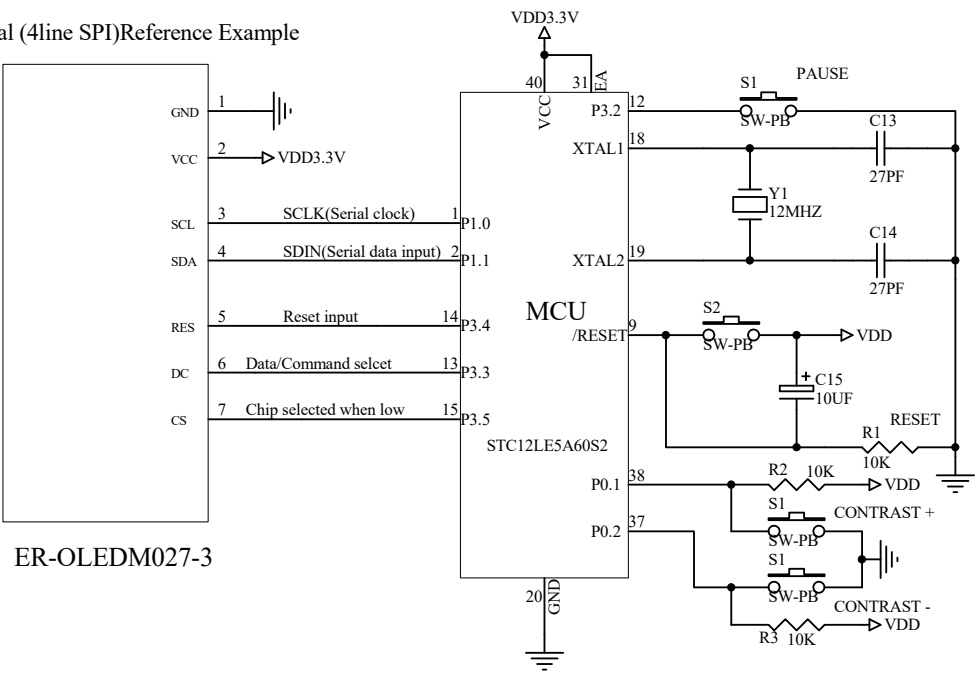 al (4line SPI)Reference Example
VDD3.3V
GND 1
VCC 2 VDD3.3V
SCL 3 SCLK(Serial clock) 1 P1.0
SDA 4 SDIN(Serial data input) 2 P1.1
RES 5 Reset input 14 P3.4
DC 6 Data/Command selcet 13 P3.3
CS 7 Chip selected when low 15 P3.5
ER-OLEDM027-3
40 VCC
31 EA
MCU
STC12LE5A60S2
20 GND
P3.2 12
S1 PAUSE
SW-PB
XTAL1 18
C13
27PF
Y1
12MHZ
XTAL2 19
C14
27PF
/RESET 9
S2
SW-PB
VDD
C15
10UF
RESET
R1
10K
P0.1 38
R2 10K VDD
S1
SW-PB
CONTRAST +
P0.2 37
S1
SW-PB
CONTRAST -
R3 10K VDD